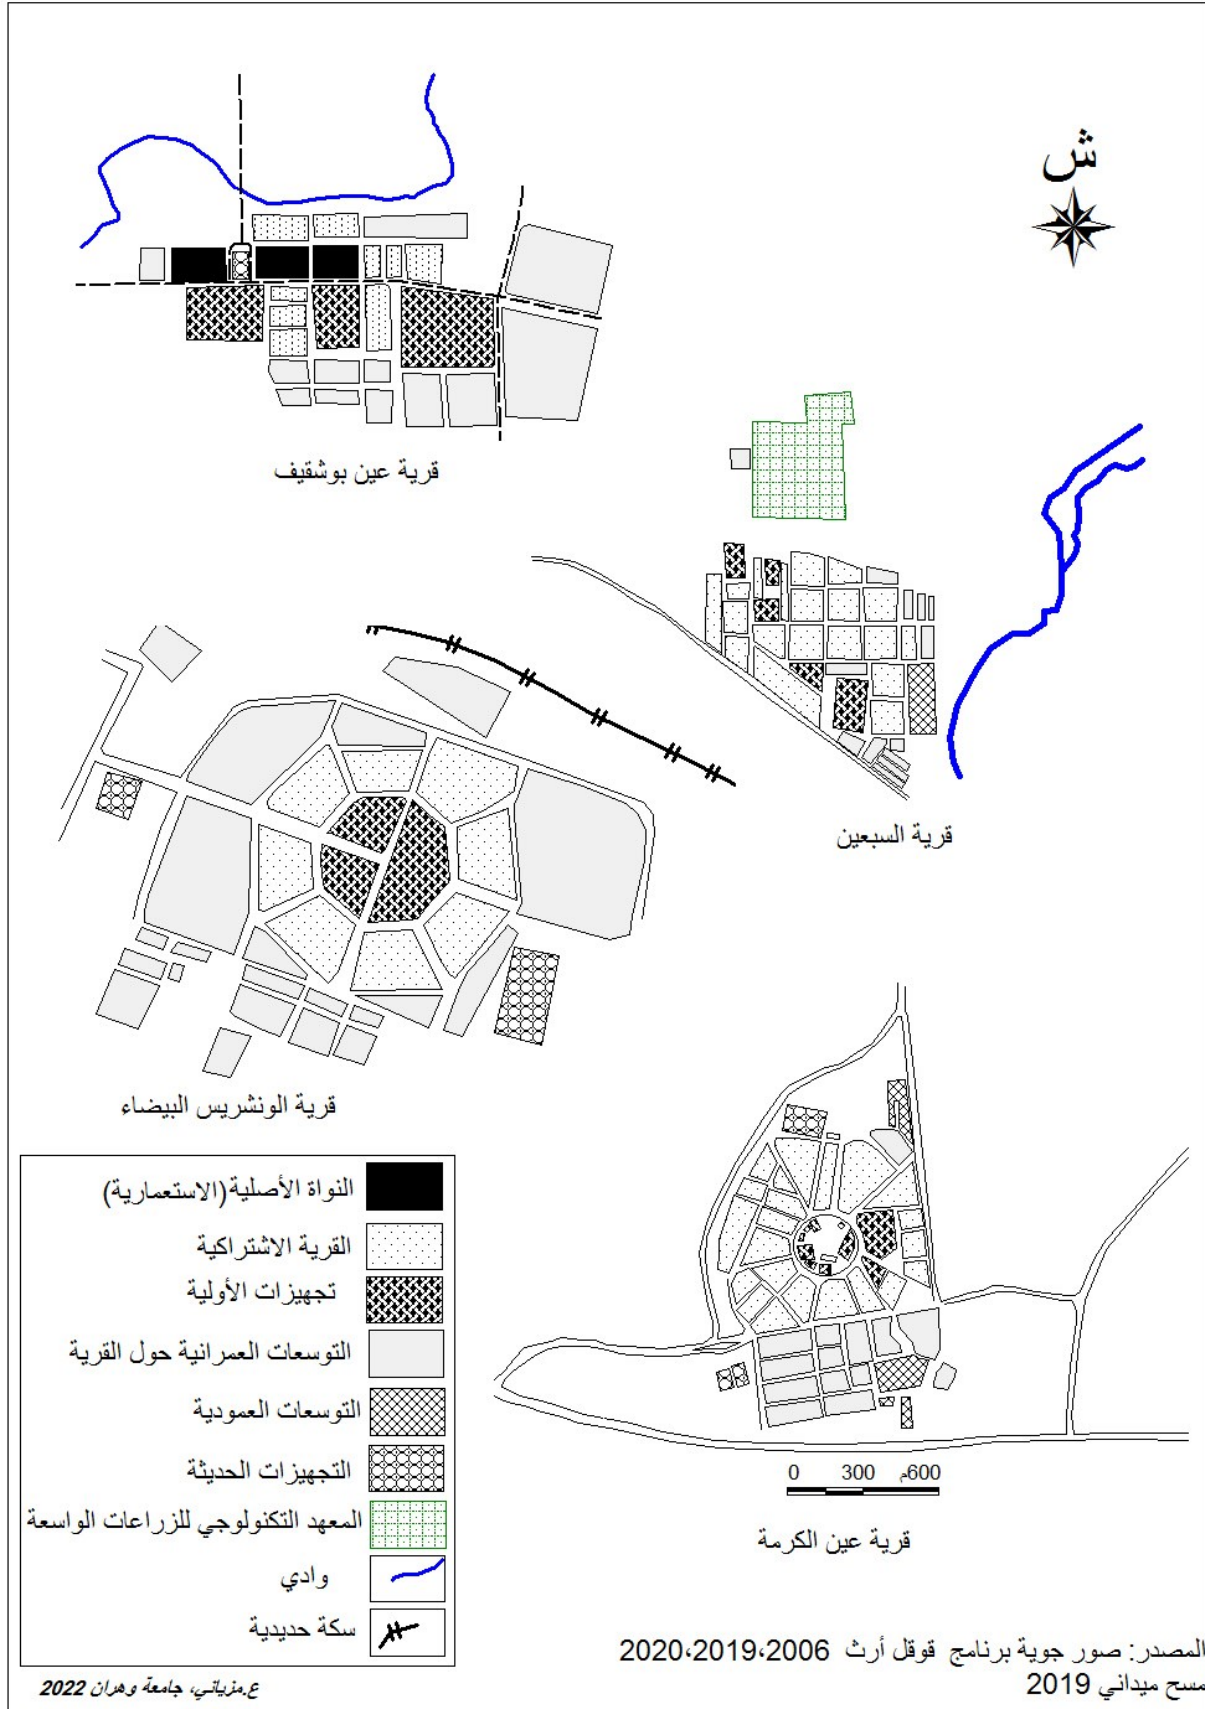 ش
قرية عين بوشقيف
قرية السبعين
قرية الونشريس البيضاء
النواة الأصلية(الاستعمارية)
القرية الاشتراكية
تجهيزات الأولية
التوسعات العمرانية حول القرية
التوسعات العمودية
التجهيزات الحديثة
المعهد التكنولوجي للزراعات الواسعة
وادي
سكة حديدية
0 300 600م
قرية عين الكرمة
المصدر: صور جوية برنامج قوقل أرث 2006،2019،2020
مسح ميداني 2019
ع.مزياني، جامعة وهران 2022